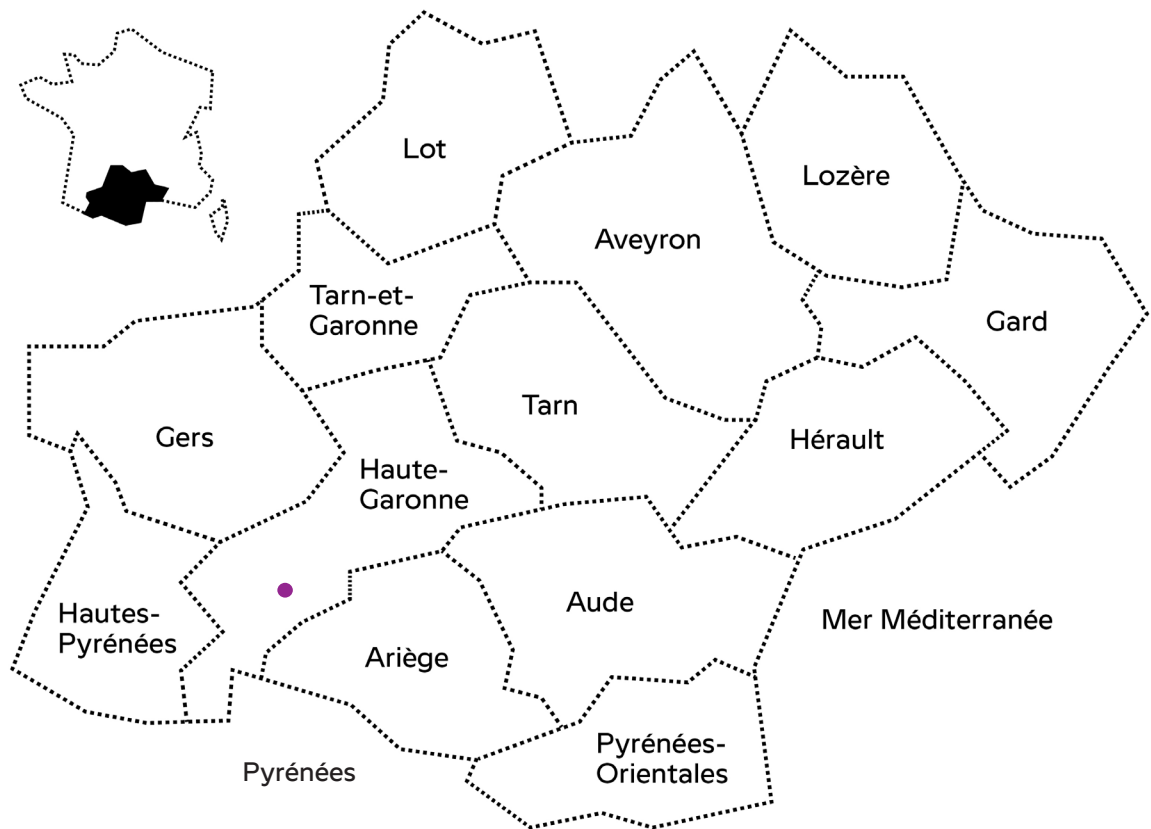 Lot
Lozère
Aveyron
Tarn-et-
Garonne
Gard
Tarn
Gers
Hérault
Haute-
Garonne
Hautes-
Pyrénées
Aude
Mer Méditerranée
Ariège
Pyrénées-
Orientales
Pyrénées